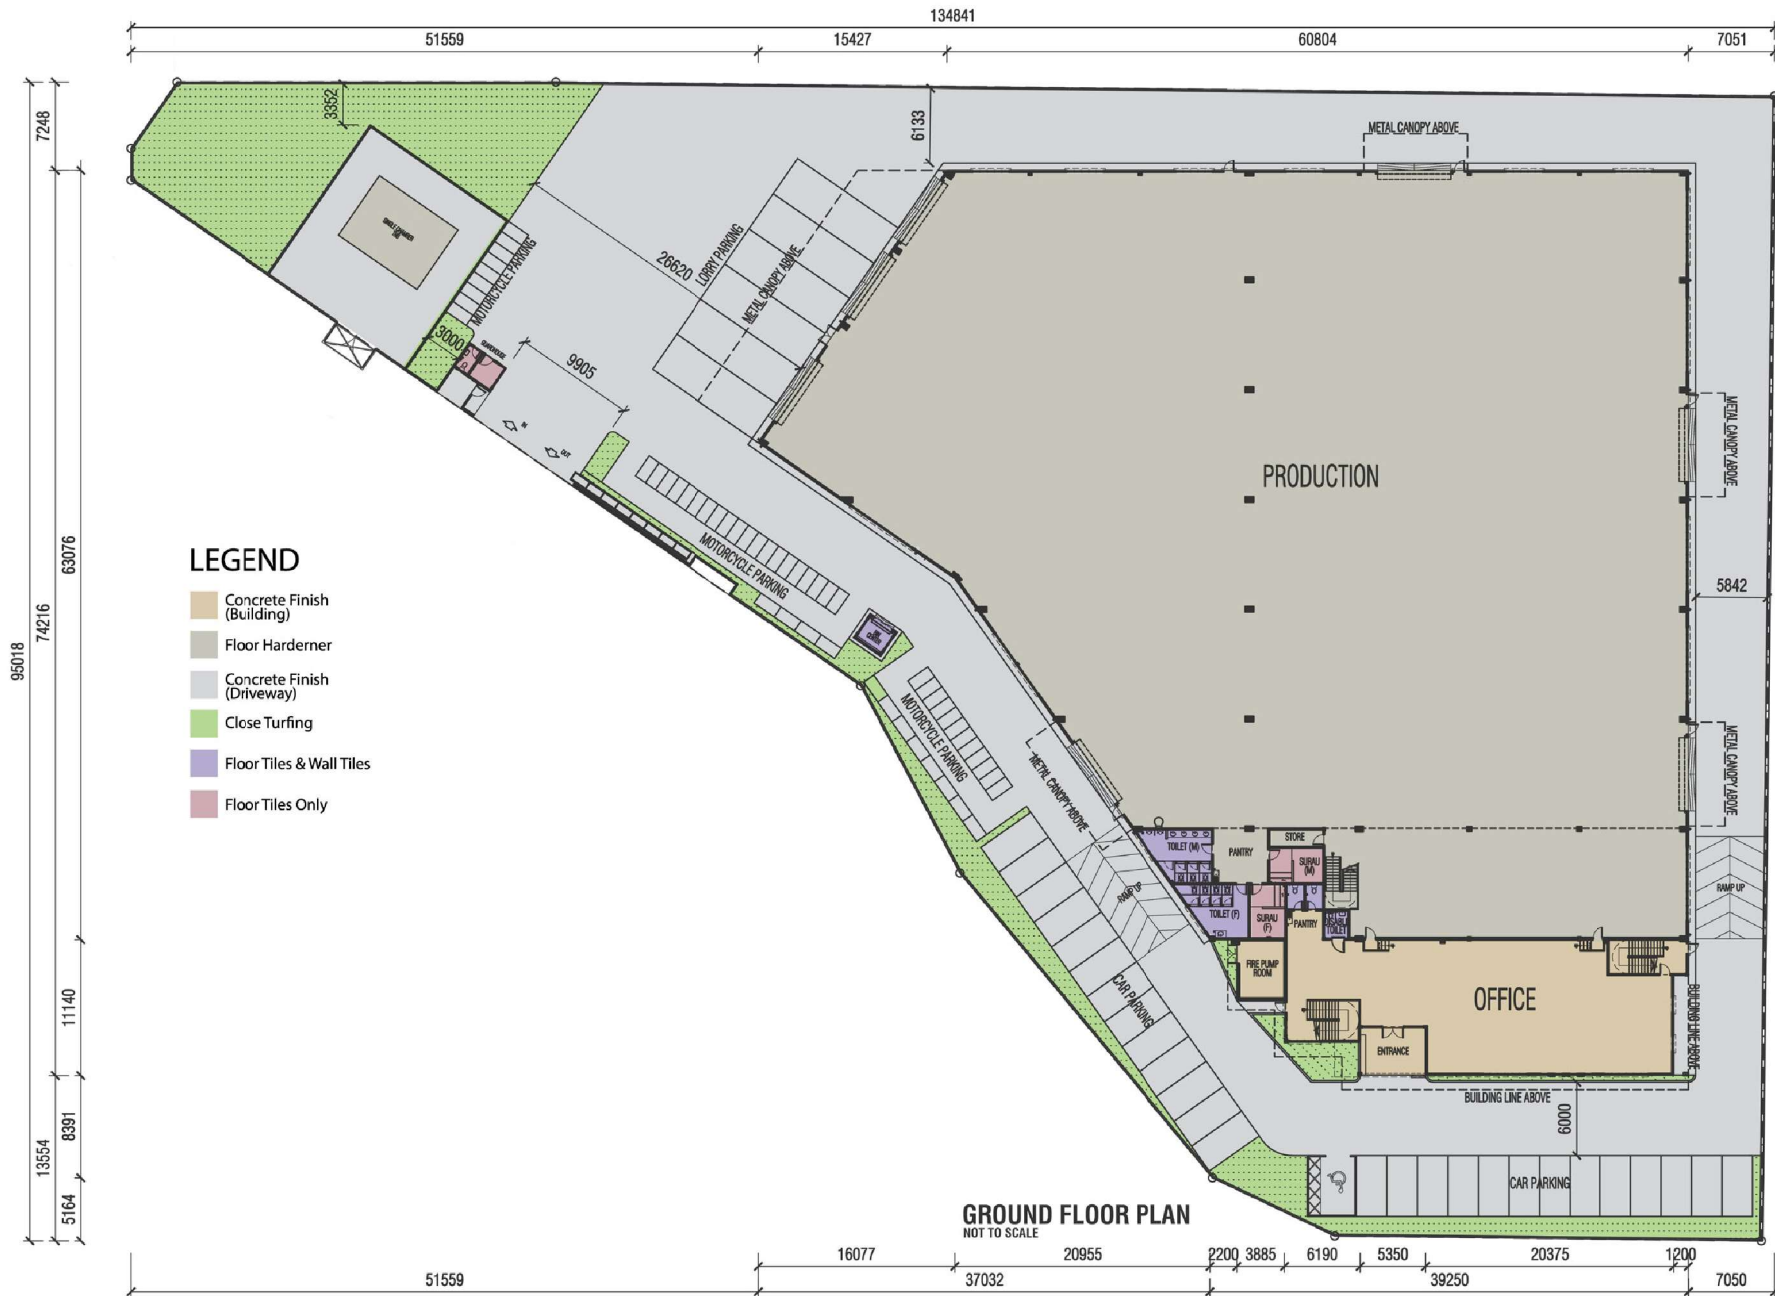 134841
51559
15427
60804
7051
7248
3352
6133
METAL CANOPY ABOVE
LORRY PARKING
MOTORCYCLE PARKING
26620
METAL CANOPY ABOVE
3000
GUARDHOUSE
9905
IN
OUT
PRODUCTION
METAL CANOPY ABOVE
95018
74216
63076
LEGEND
Concrete Finish
(Building)
Floor Harderner
Concrete Finish
(Driveway)
Close Turfing
Floor Tiles & Wall Tiles
Floor Tiles Only
MOTORCYCLE PARKING
5842
MOTORCYCLE PARKING
METAL CANOPY ABOVE
METAL CANOPY ABOVE
TOILET (M)
PANTRY
STORE
SURAU
(M)
RAMP UP
RAMP UP
TOILET (F)
SURAU
(F)
PANTRY
TOILET
FIRE PUMP
ROOM
OFFICE
CAR PARKING
ENTRANCE
BUILDING LINE ABOVE
BUILDING LINE ABOVE
11140
13554
8391
5164
6000
CAR PARKING
GROUND FLOOR PLAN
NOT TO SCALE
16077
20955
2200
3885
6190
5350
20375
1200
51559
37032
39250
7050